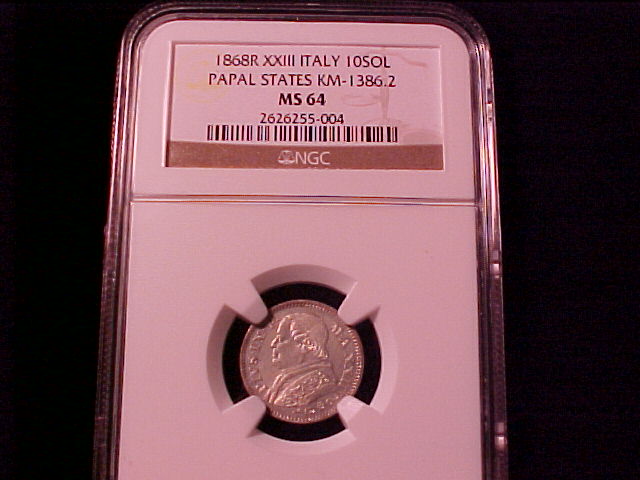 1868R XXIII ITALY 10SOL
PAPAL STATES KM-1386.2
MS 64
2626255-004
NGC